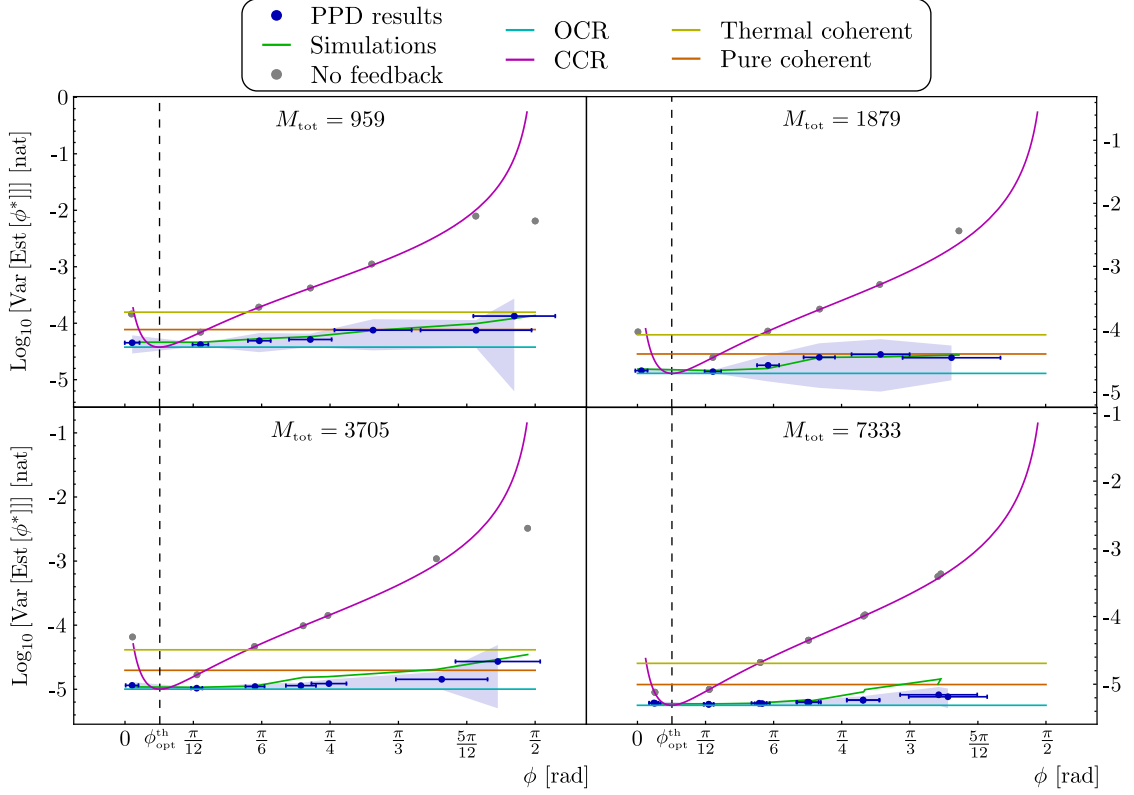 PPD results
Simulations
No feedback
OCR
CCR
Thermal coherent
Pure coherent
M_tot = 959
M_tot = 1879
Log₁₀ [Var [Est [ϕ*]]] [nat]
0
-1
-2
-3
-4
-5
-1
-2
-3
-4
-5
M_tot = 3705
M_tot = 7333
Log₁₀ [Var [Est [ϕ*]]] [nat]
-1
-2
-3
-4
-5
-1
-2
-3
-4
-5
0 ϕ_opt^th π/12 π/6 π/4 π/3 5π/12 π/2
0 ϕ_opt^th π/12 π/6 π/4 π/3 5π/12 π/2
ϕ [rad]
ϕ [rad]